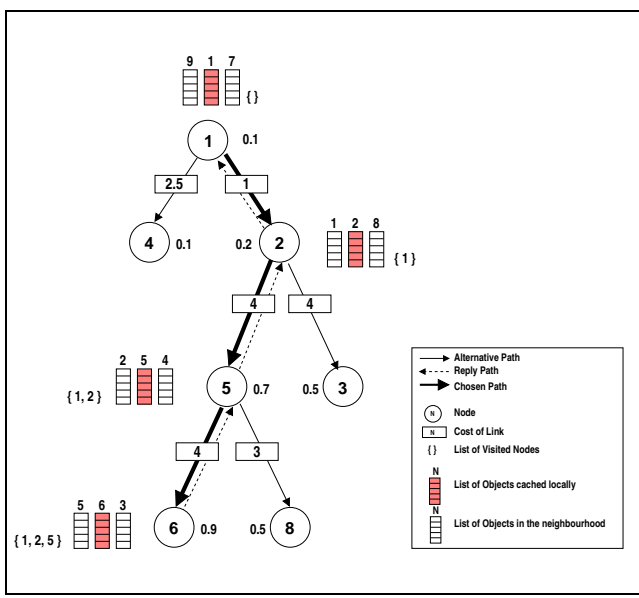 9 1 7
{ }
1 0.1
2.5 1
4 0.1 0.2 2
1 2 8
{ 1 }
4 4
2 5 4
{ 1, 2 }
5 0.7 0.5 3
4 3
5 6 3
{ 1, 2, 5 }
6 0.9 0.5 8
Alternative Path
Reply Path
Chosen Path
N Node
N Cost of Link
{ } List of Visited Nodes
N
List of Objects cached locally
N
List of Objects in the neighbourhood